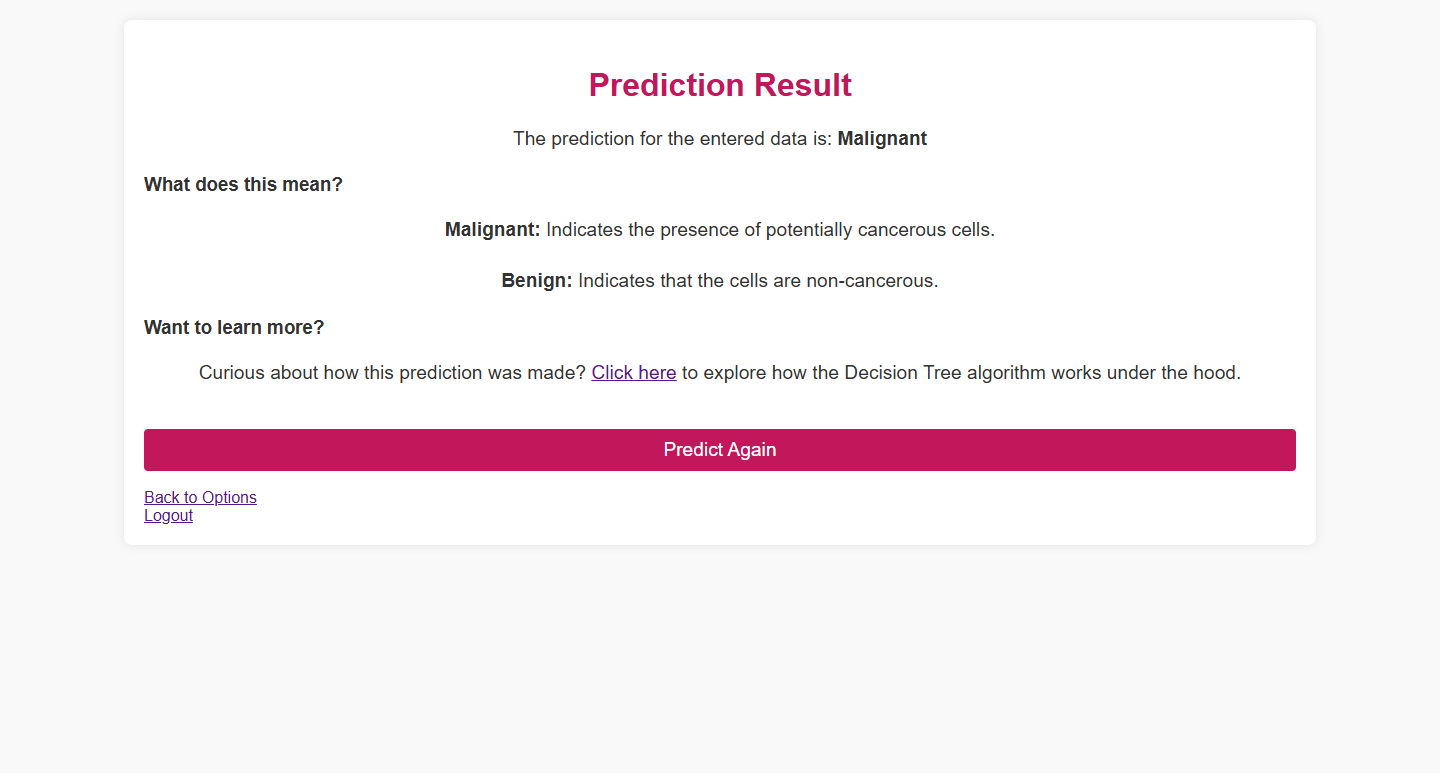 Prediction Result
The prediction for the entered data is: Malignant
What does this mean?
Malignant: Indicates the presence of potentially cancerous cells.
Benign: Indicates that the cells are non-cancerous.
Want to learn more?
Curious about how this prediction was made? Click here to explore how the Decision Tree algorithm works under the hood.
Predict Again
Back to Options
Logout